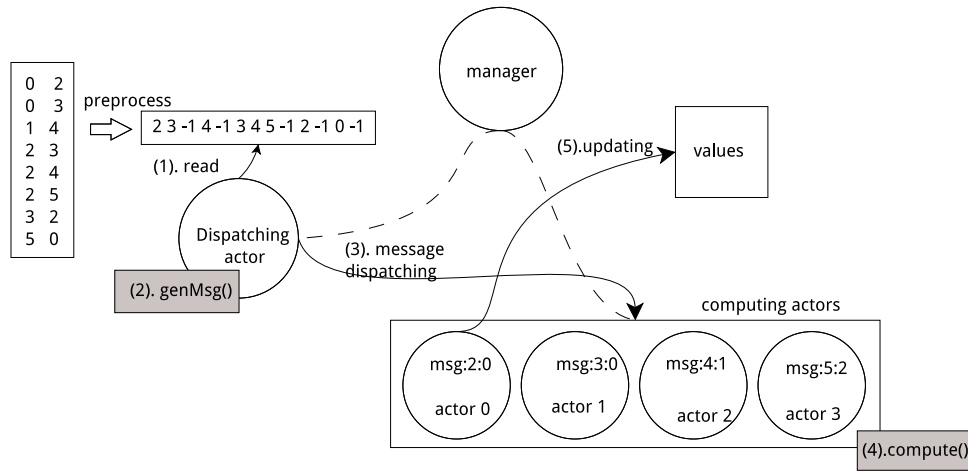 manager
0 2
0 3
1 4
2 3
2 4
2 5
3 2
5 0
preprocess
2 3 -1 4 -1 3 4 5 -1 2 -1 0 -1
(1). read
(5).updating
values
Dispatching
actor
(2). genMsg()
(3). message
dispatching
computing actors
msg:2:0
actor 0
msg:3:0
actor 1
msg:4:1
actor 2
msg:5:2
actor 3
(4).compute()